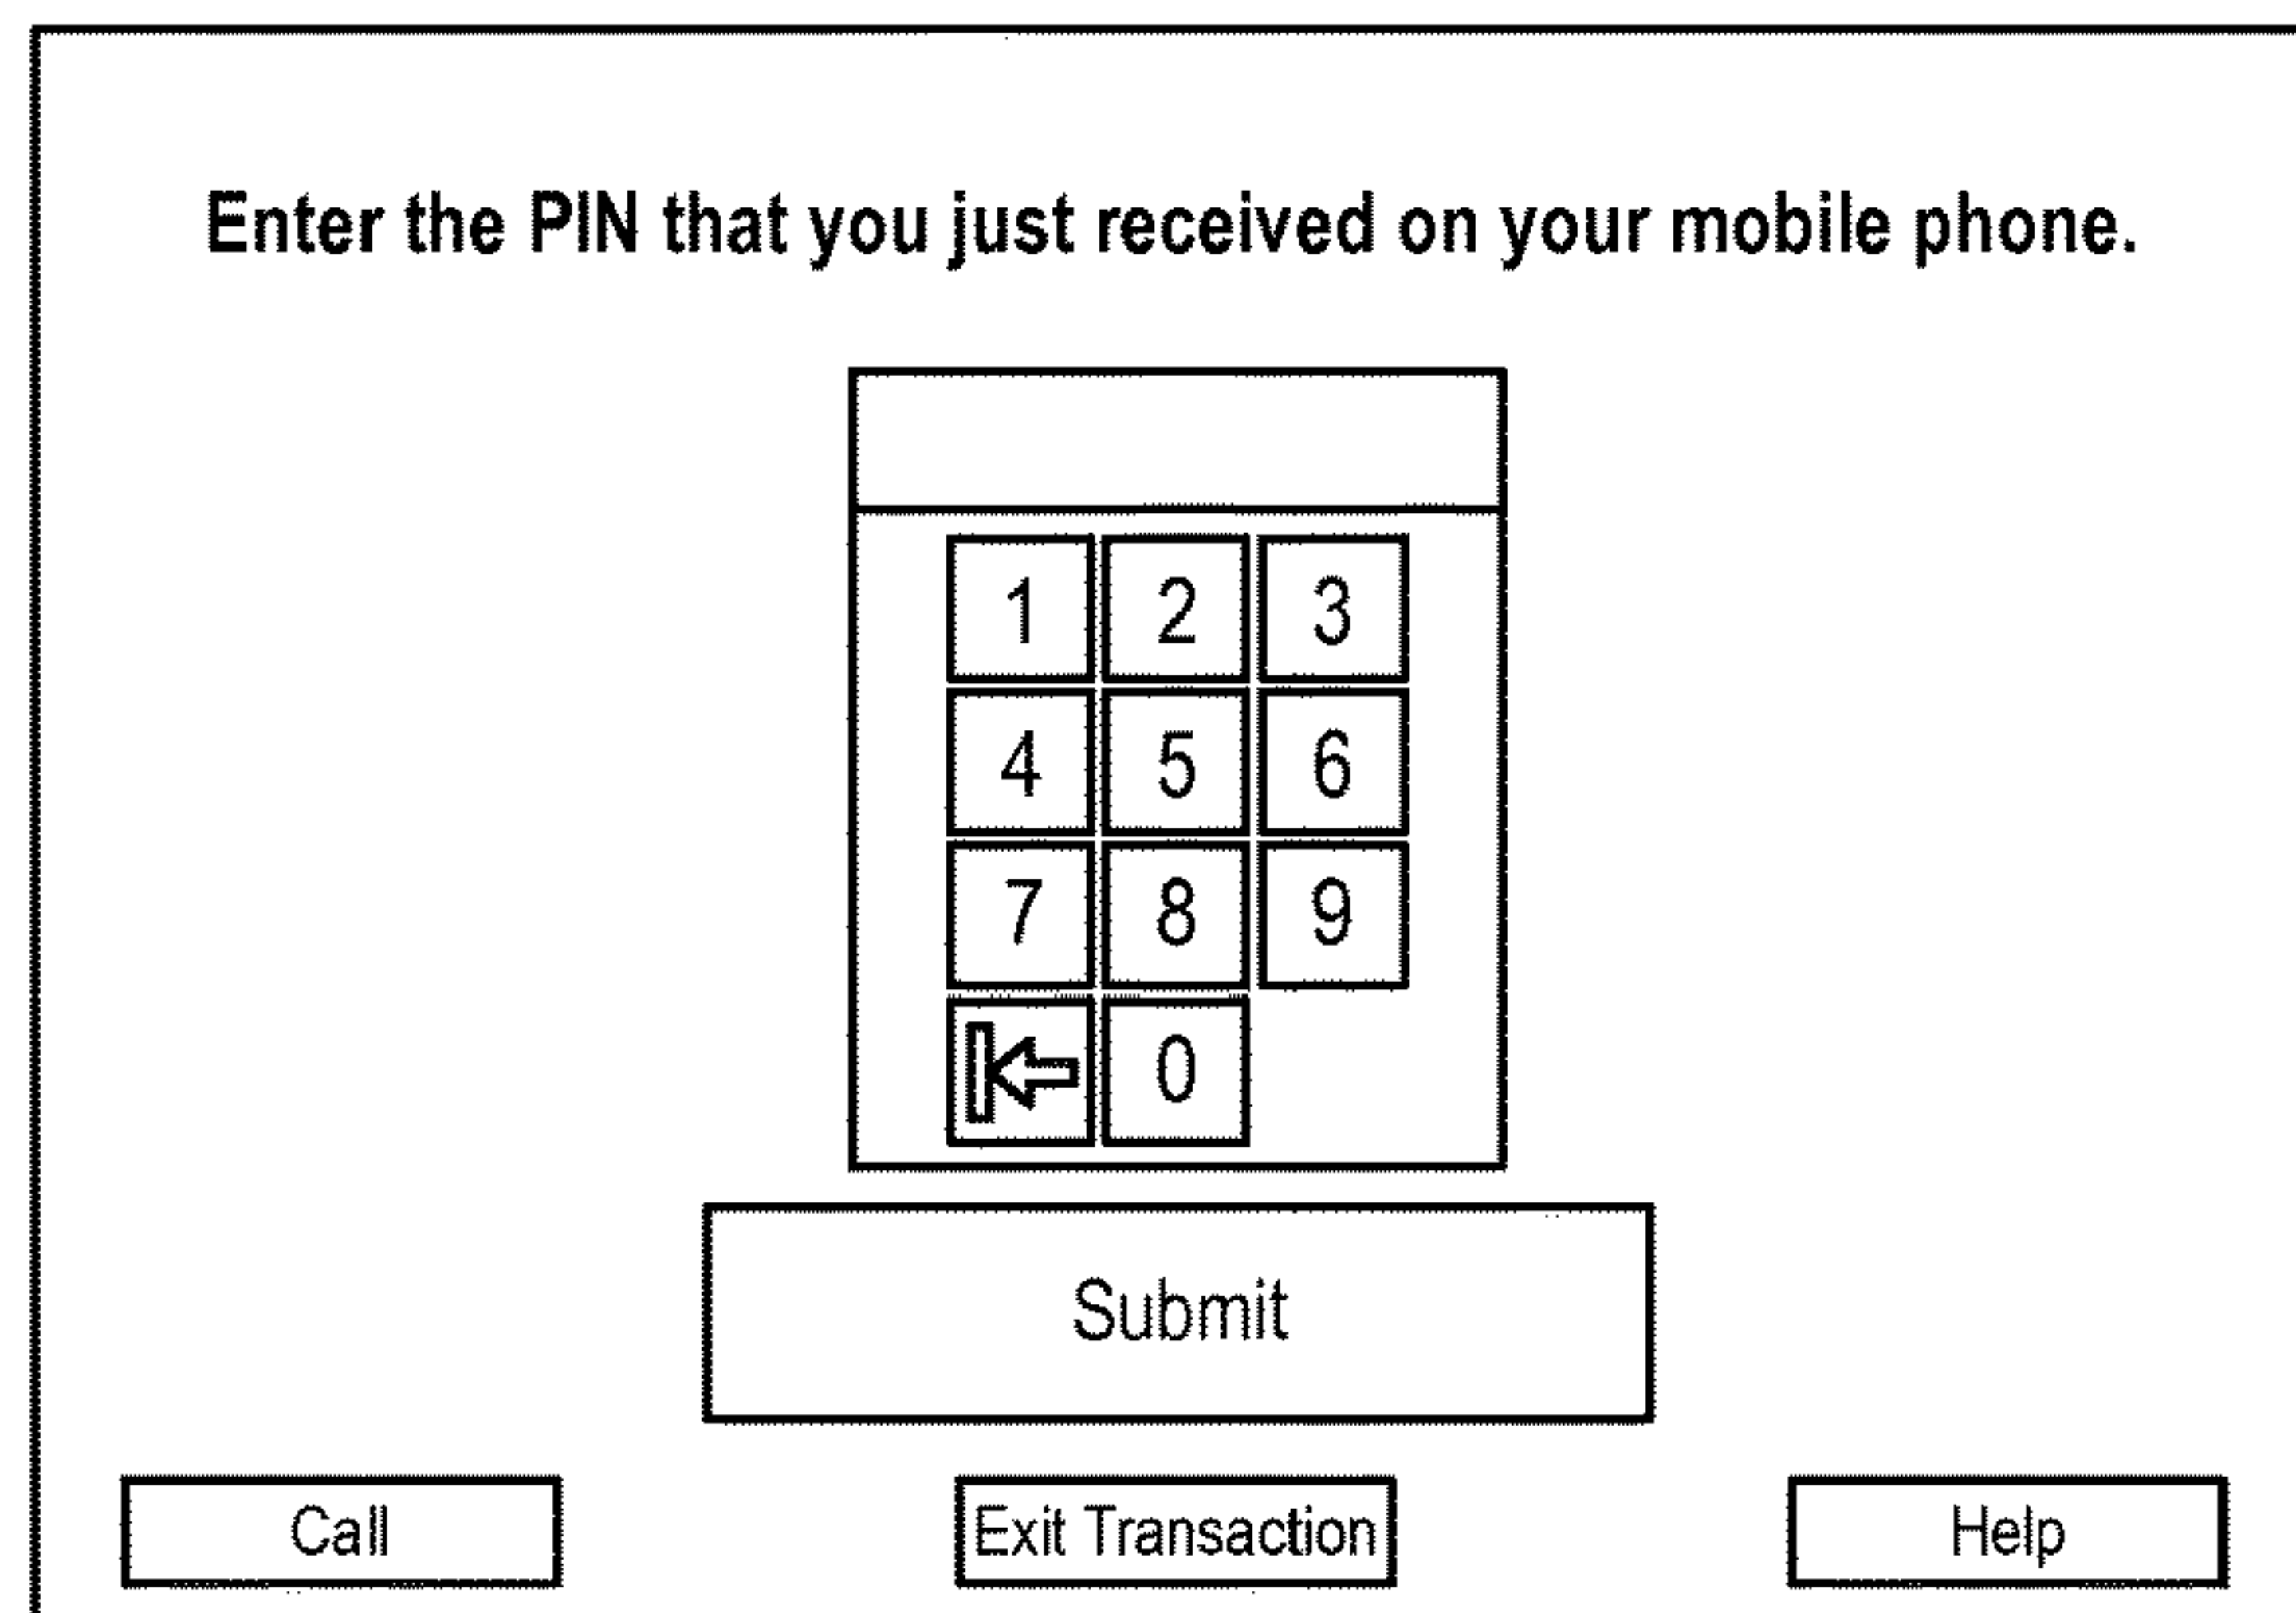 Enter the PIN that you just received on your mobile phone.
1 2 3
4 5 6
7 8 9
0
Submit
Call Exit Transaction Help